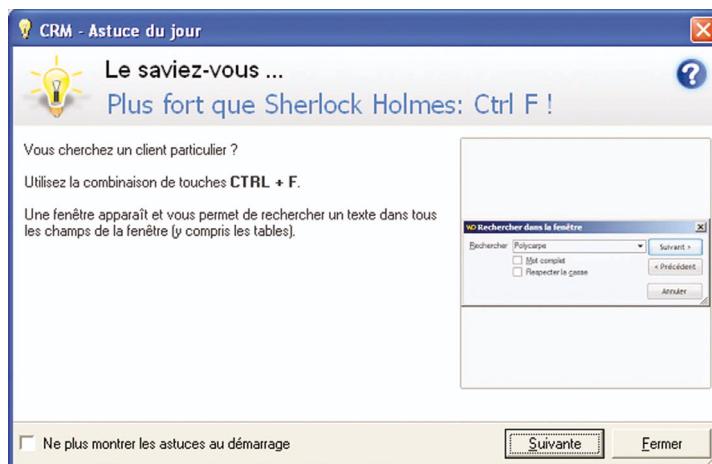 CRM - Astuce du jour
Le saviez-vous ...
Plus fort que Sherlock Holmes: Ctrl F !
Vous cherchez un client particulier ?
Utilisez la combinaison de touches CTRL + F.
Une fenêtre apparaît et vous permet de rechercher un texte dans tous
les champs de la fenêtre (y compris les tables).
Rechercher dans la fenêtre
Rechercher Polycarpe Suivant >
Mot complet < Précédent
Respecter la casse
Annuler
Ne plus montrer les astuces au démarrage Suivante Fermer